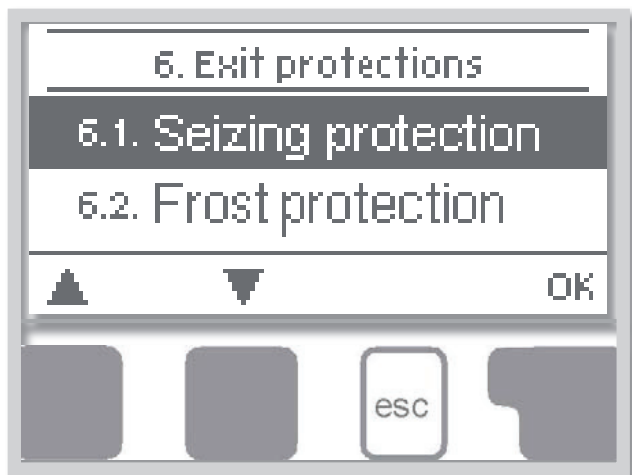 6. Exit protections
6.1. Seizing protection
6.2. Frost protection
OK
esc